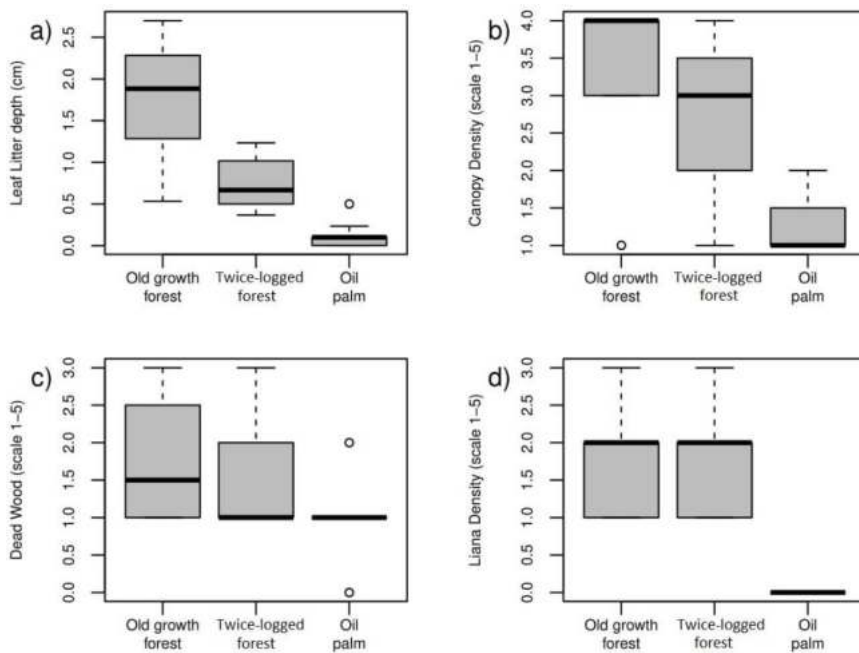 a)
Leaf Litter depth (cm)
2.5
2.0
1.5
1.0
0.5
0.0
Old growth
forest
Twice-logged
forest
Oil
palm
b)
Canopy Density (scale 1–5)
4.0
3.5
3.0
2.5
2.0
1.5
1.0
Old growth
forest
Twice-logged
forest
Oil
palm
c)
Dead Wood (scale 1–5)
3.0
2.5
2.0
1.5
1.0
0.5
0.0
Old growth
forest
Twice-logged
forest
Oil
palm
d)
Liana Density (scale 1–5)
3.0
2.5
2.0
1.5
1.0
0.5
0.0
Old growth
forest
Twice-logged
forest
Oil
palm